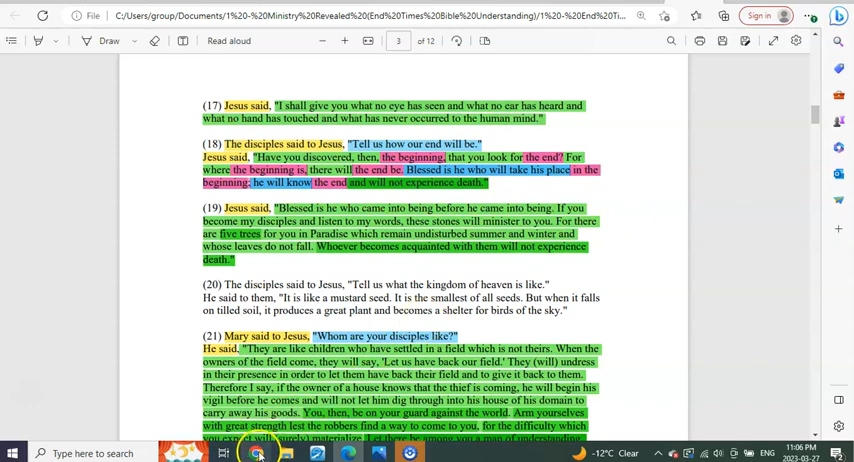 File
C:/Users/group/Documents/1%20-%20Ministry%20Revealed(End%20Times%20Bible%20Understanding)/1%20-%20End%20Ti...
Sign in
Draw
Read aloud
3
of 12
(17) Jesus said, "I shall give you what no eye has seen and what no ear has heard and
what no hand has touched and what has never occurred to the human mind."
(18) The disciples said to Jesus, "Tell us how our end will be."
Jesus said, "Have you discovered, then, the beginning, that you look for the end? For
where the beginning is, there will the end be. Blessed is he who will take his place in the
beginning; he will know the end and will not experience death."
(19) Jesus said, "Blessed is he who came into being before he came into being. If you
become my disciples and listen to my words, these stones will minister to you. For there
are five trees for you in Paradise which remain undisturbed summer and winter and
whose leaves do not fall. Whoever becomes acquainted with them will not experience
death."
(20) The disciples said to Jesus, "Tell us what the kingdom of heaven is like."
He said to them, "It is like a mustard seed. It is the smallest of all seeds. But when it falls
on tilled soil, it produces a great plant and becomes a shelter for birds of the sky."
(21) Mary said to Jesus, "Whom are your disciples like?"
He said, "They are like children who have settled in a field which is not theirs. When the
owners of the field come, they will say, 'Let us have back our field.' They (will) undress
in their presence in order to let them have back their field and to give it back to them.
Therefore I say, if the owner of a house knows that the thief is coming, he will begin his
vigil before he comes and will not let him dig through into his house of his domain to
carry away his goods. You, then, be on your guard against the world. Arm yourselves
with great strength lest the robbers find a way to come to you, for the difficulty which
you expect will (surely) materialize. Let there be among you a man of understanding.
Type here to search
-12°C Clear
ENG
11:06 PM
2023-03-27
2